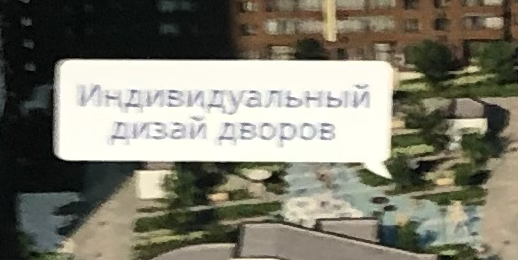 Индивидуальный
дизай дворов